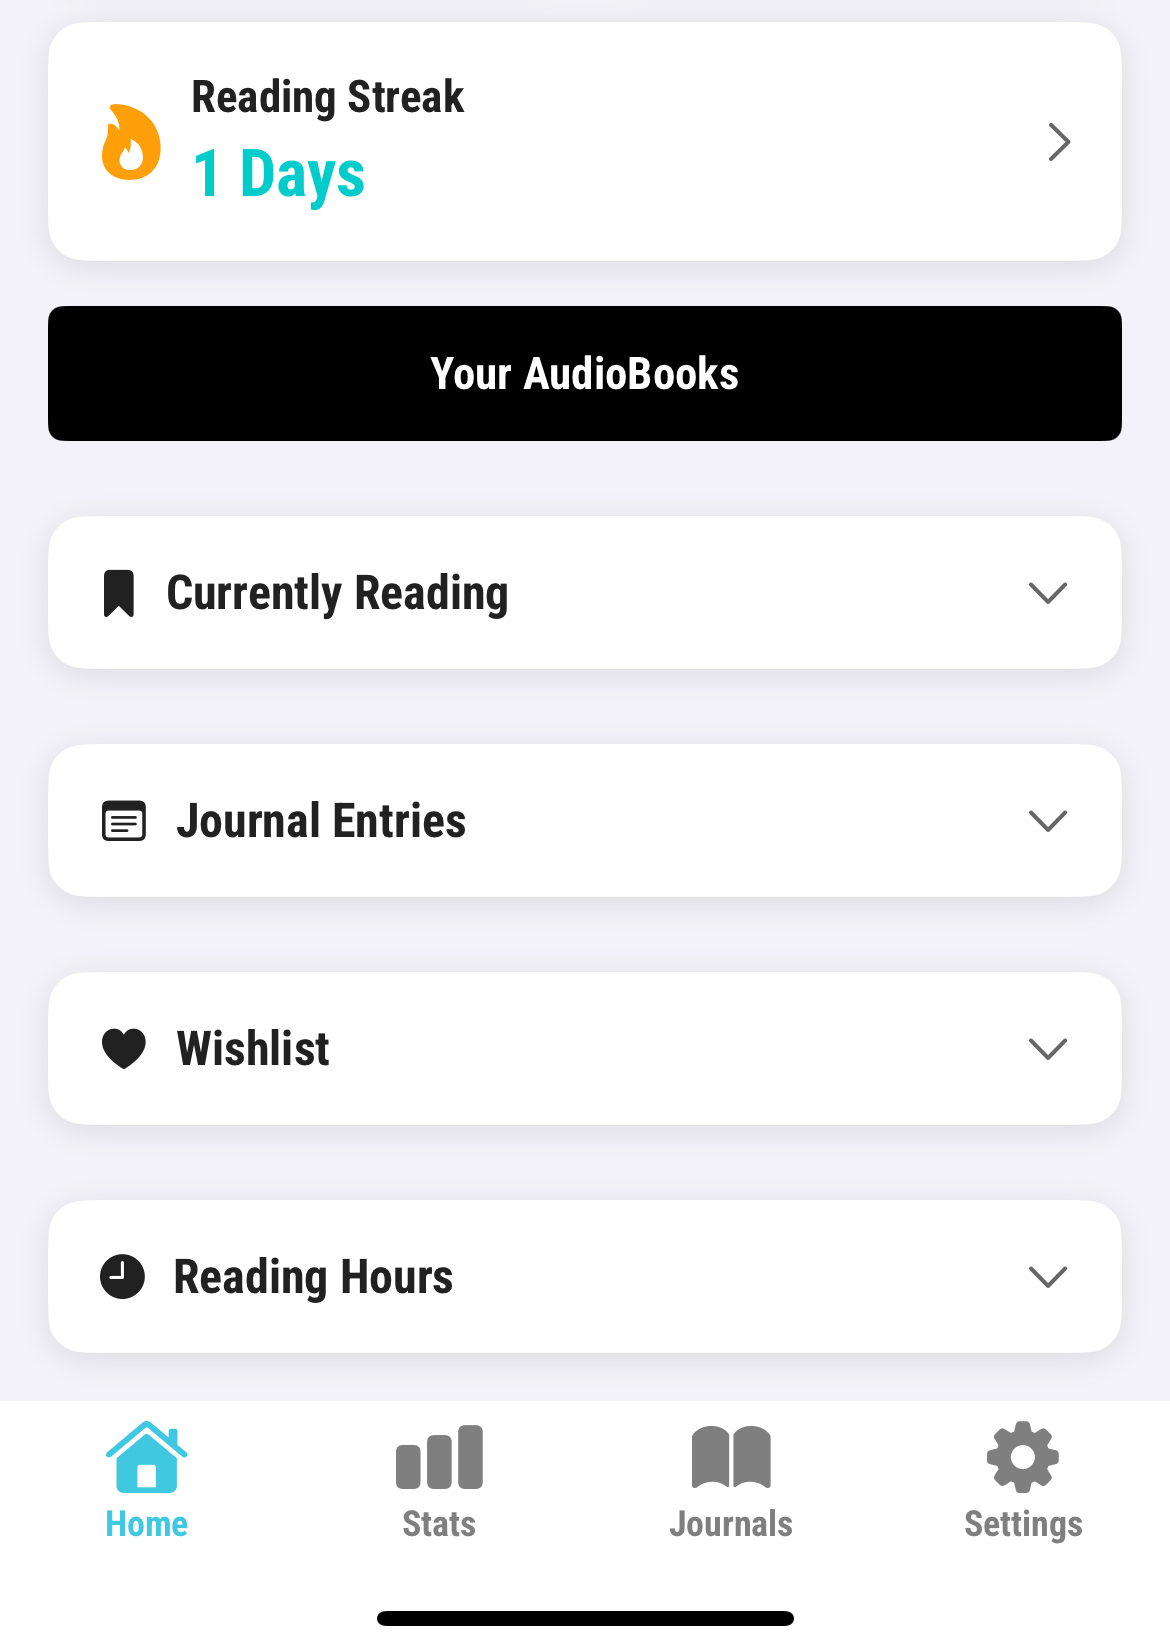 Reading Streak
1 Days
Your AudioBooks
Currently Reading
Journal Entries
Wishlist
Reading Hours
Home
Stats
Journals
Settings